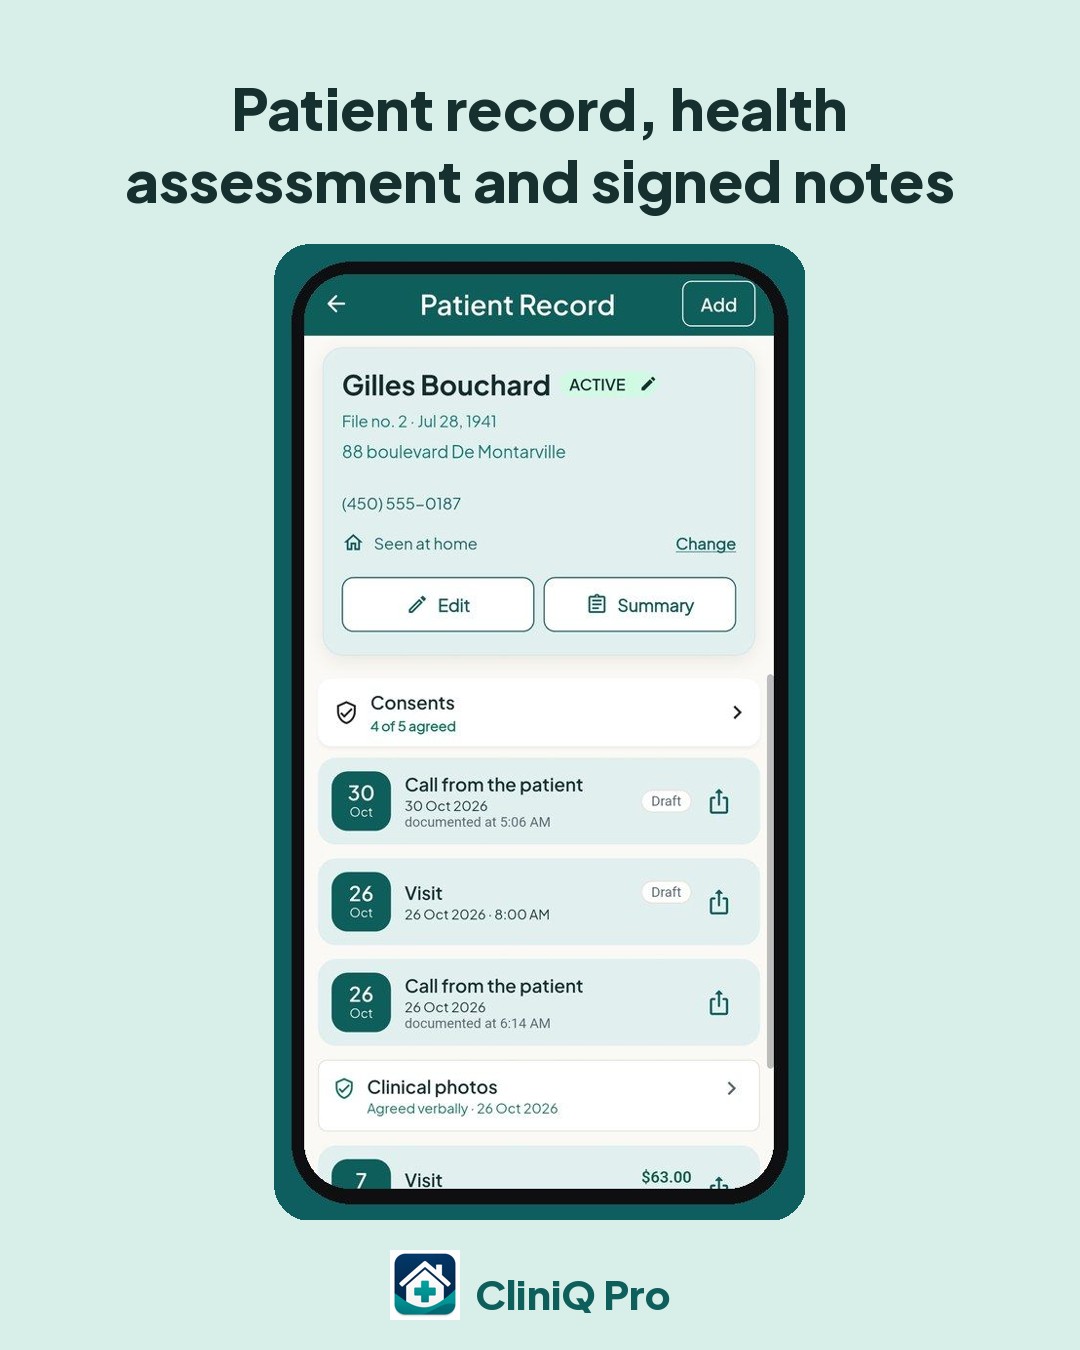 Patient record, health
assessment and signed notes
Patient Record
Add
Gilles Bouchard
ACTIVE
File no. 2 · Jul 28, 1941
88 boulevard De Montarville
(450) 555-0187
Seen at home
Change
Edit
Summary
Consents
4 of 5 agreed
30
Oct
Call from the patient
30 Oct 2026
documented at 5:06 AM
Draft
26
Oct
Visit
26 Oct 2026 · 8:00 AM
Draft
26
Oct
Call from the patient
26 Oct 2026
documented at 6:14 AM
Clinical photos
Agreed verbally · 26 Oct 2026
7
Visit
$63.00
CliniQ Pro